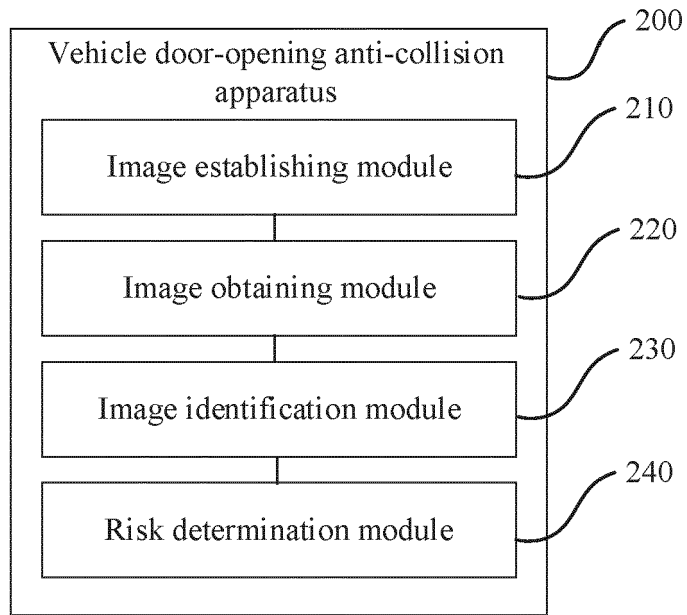 200
Vehicle door-opening anti-collision
apparatus
210
Image establishing module
220
Image obtaining module
230
Image identification module
240
Risk determination module